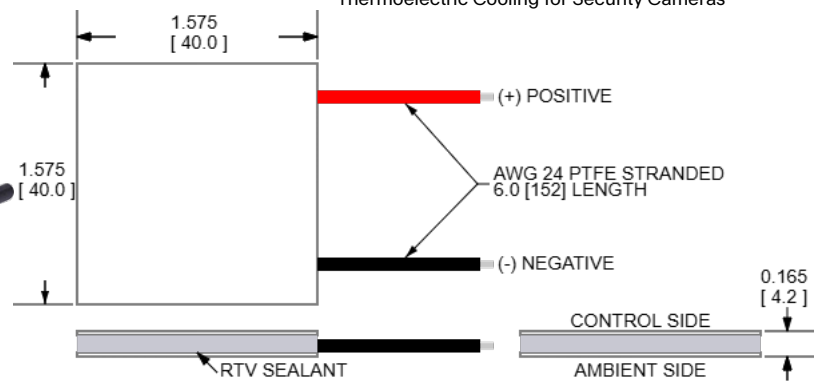 Thermoelectric Cooling for Security Cameras
1.575
[ 40.0 ]
(+) POSITIVE
1.575
[ 40.0 ]
AWG 24 PTFE STRANDED
6.0 [152] LENGTH
(-) NEGATIVE
0.165
[ 4.2 ]
CONTROL SIDE
RTV SEALANT
AMBIENT SIDE